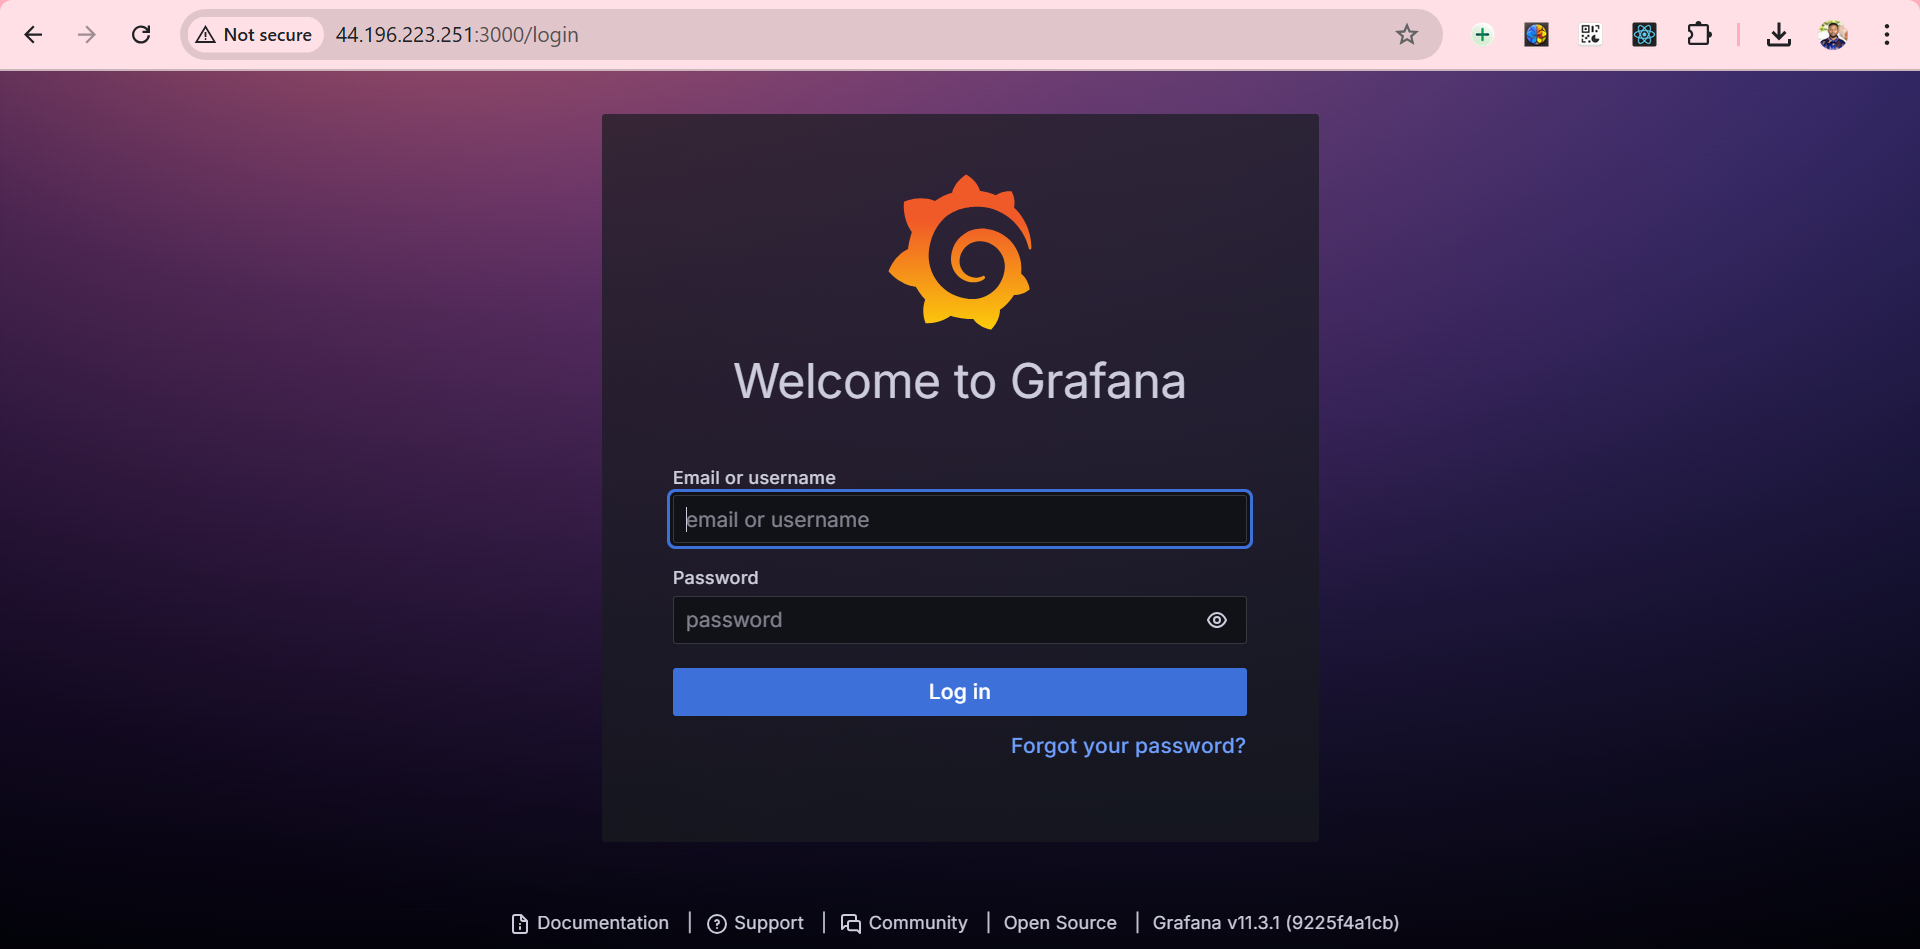 Not secure 44.196.223.251:3000/login
Welcome to Grafana
Email or username
email or username
Password
password
Log in
Forgot your password?
Documentation | Support | Community | Open Source | Grafana v11.3.1 (9225f4a1cb)